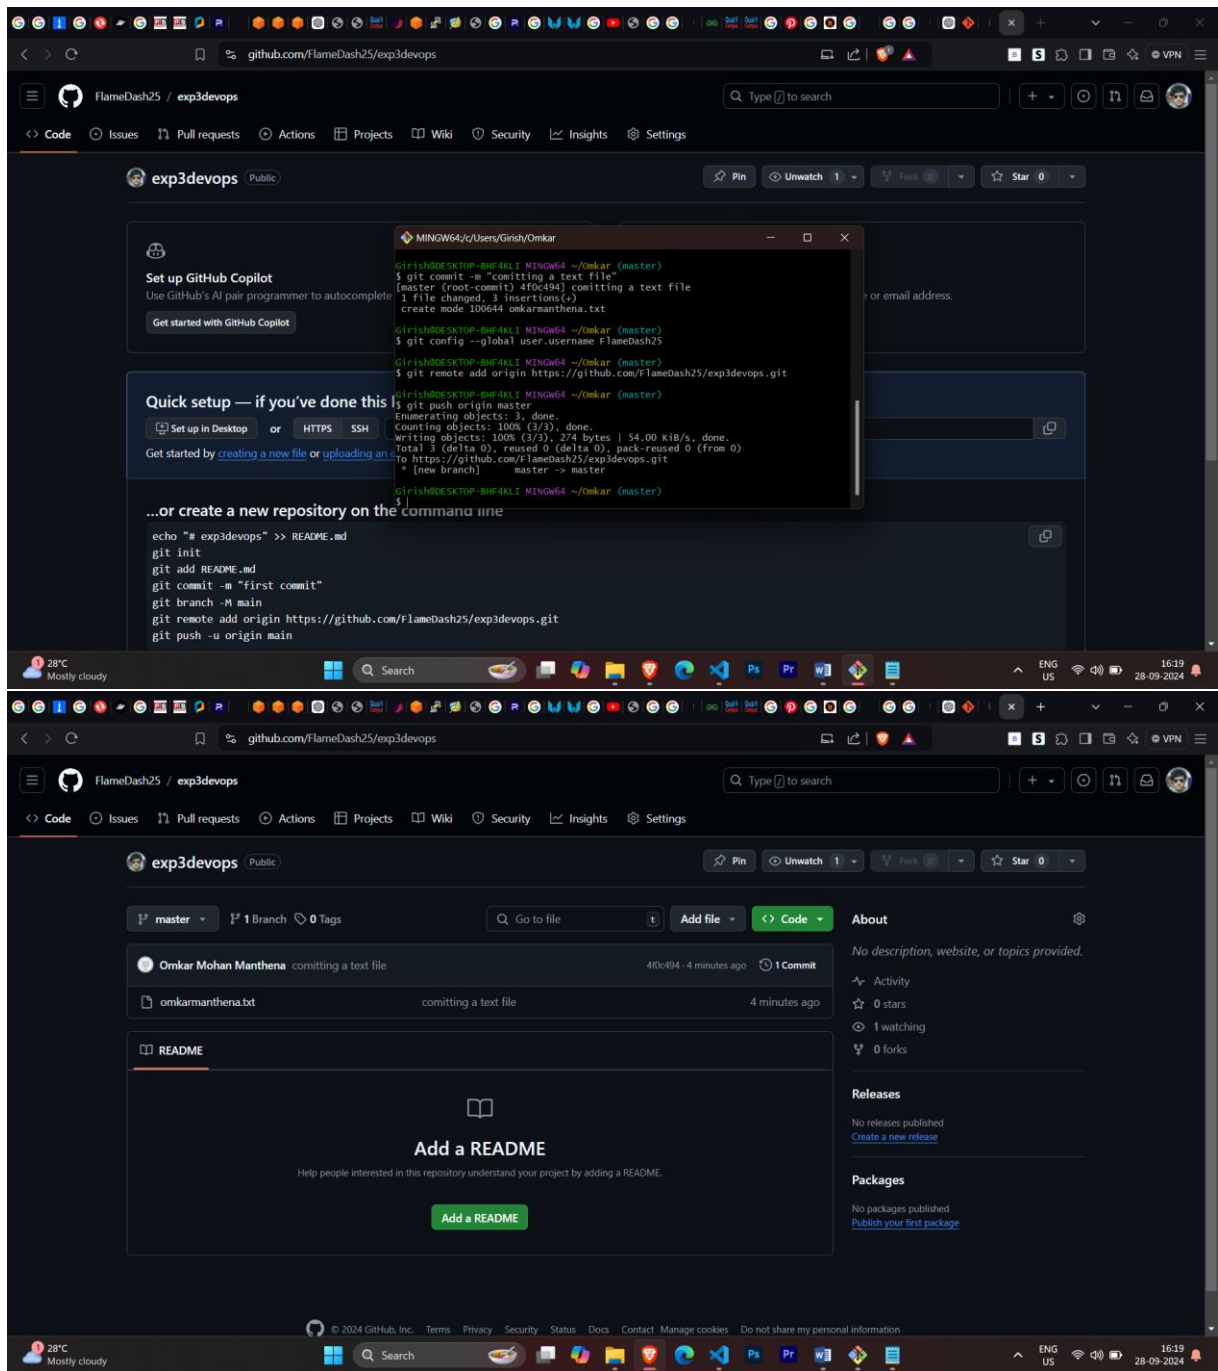 github.com/FlameDash25/exp3devops
VPN
FlameDash25 / exp3devops
Type / to search
Code Issues Pull requests Actions Projects Wiki Security Insights Settings
exp3devops Public
Pin Unwatch 1 Fork 0 Star 0
MINGW64:/c/Users/Girish/Omkar
Girish@DESKTOP-BHF4KLI MINGW64 ~/Omkar (master)
$ git commit -m "comitting a text file"
[master (root-commit) 4f0c494] comitting a text file
1 file changed, 3 insertions(+)
create mode 100644 omkarmanthena.txt
Girish@DESKTOP-BHF4KLI MINGW64 ~/Omkar (master)
$ git config --global user.username FlameDash25
Girish@DESKTOP-BHF4KLI MINGW64 ~/Omkar (master)
$ git remote add origin https://github.com/FlameDash25/exp3devops.git
Girish@DESKTOP-BHF4KLI MINGW64 ~/Omkar (master)
$ git push origin master
Enumerating objects: 3, done.
Counting objects: 100% (3/3), done.
Writing objects: 100% (3/3), 274 bytes | 54.00 KiB/s, done.
Total 3 (delta 0), reused 0 (delta 0), pack-reused 0 (from 0)
To https://github.com/FlameDash25/exp3devops.git
* [new branch] master -> master
Girish@DESKTOP-BHF4KLI MINGW64 ~/Omkar (master)
$
Set up GitHub Copilot
Use GitHub's AI pair programmer to autocomplete
or email address.
Get started with GitHub Copilot
Quick setup — if you've done this
Set up in Desktop or HTTPS SSH
Get started by creating a new file or uploading an
...or create a new repository on the command line
echo "# exp3devops" >> README.md
git init
git add README.md
git commit -m "first commit"
git branch -M main
git remote add origin https://github.com/FlameDash25/exp3devops.git
git push -u origin main
28°C
Mostly cloudy
Search
ENG
US
16:19
28-09-2024
github.com/FlameDash25/exp3devops
VPN
FlameDash25 / exp3devops
Type / to search
Code Issues Pull requests Actions Projects Wiki Security Insights Settings
exp3devops Public
Pin Unwatch 1 Fork 0 Star 0
master 1 Branch 0 Tags Go to file t Add file Code
Omkar Mohan Manthena comitting a text file 4f0c494 · 4 minutes ago 1 Commit
omkarmanthena.txt comitting a text file 4 minutes ago
README
Add a README
Help people interested in this repository understand your project by adding a README.
Add a README
About
No description, website, or topics provided.
Activity
0 stars
1 watching
0 forks
Releases
No releases published
Create a new release
Packages
No packages published
Publish your first package
© 2024 GitHub, Inc. Terms Privacy Security Status Docs Contact Manage cookies Do not share my personal information
28°C
Mostly cloudy
Search
ENG
US
16:19
28-09-2024